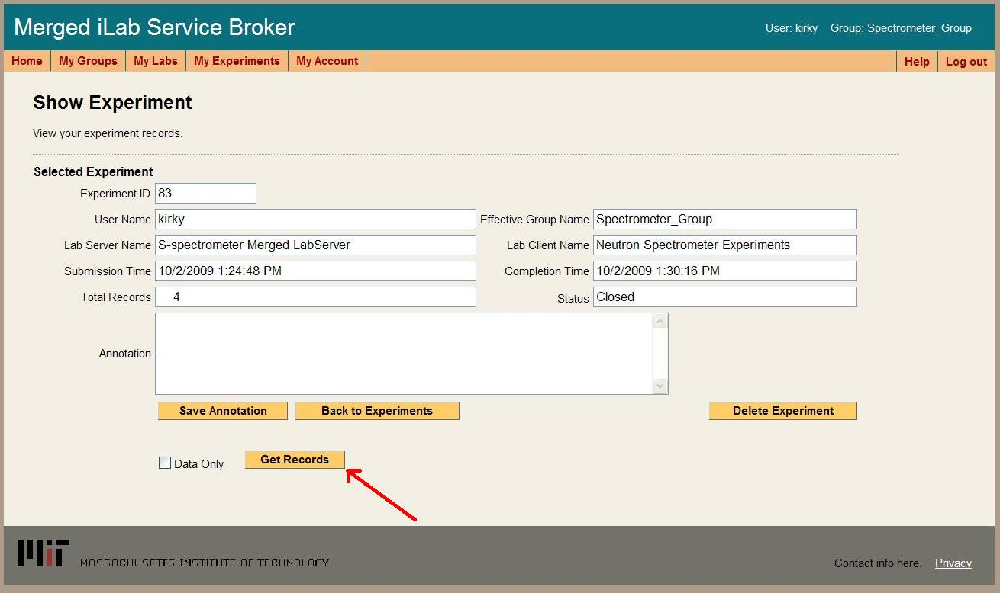 Merged iLab Service Broker
User: kirky Group: Spectrometer_Group
Home My Groups My Labs My Experiments My Account Help Log out
Show Experiment
View your experiment records.
Selected Experiment
Experiment ID 83
User Name kirky Effective Group Name Spectrometer_Group
Lab Server Name S-spectrometer Merged LabServer Lab Client Name Neutron Spectrometer Experiments
Submission Time 10/2/2009 1:24:48 PM Completion Time 10/2/2009 1:30:16 PM
Total Records 4 Status Closed
Annotation
Save Annotation Back to Experiments Delete Experiment
Data Only Get Records
MIT MASSACHUSETTS INSTITUTE OF TECHNOLOGY
Contact info here. Privacy